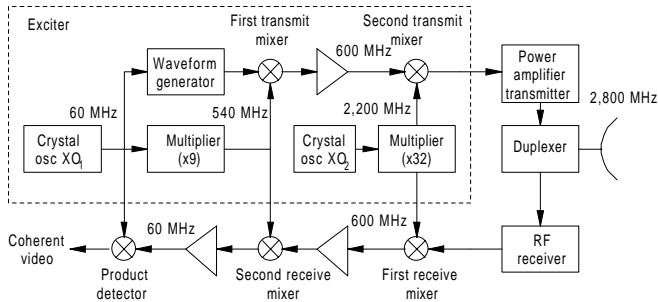 Exciter
First transmit
mixer
Second transmit
mixer
600 MHz
Waveform
generator
Power
amplifier
transmitter
60 MHz
540 MHz
2,200 MHz
2,800 MHz
Crystal
osc XO1
Multiplier
(x9)
Crystal
osc XO2
Multiplier
(x32)
Duplexer
60 MHz
600 MHz
Coherent
video
RF
receiver
Product
detector
Second receive
mixer
First receive
mixer